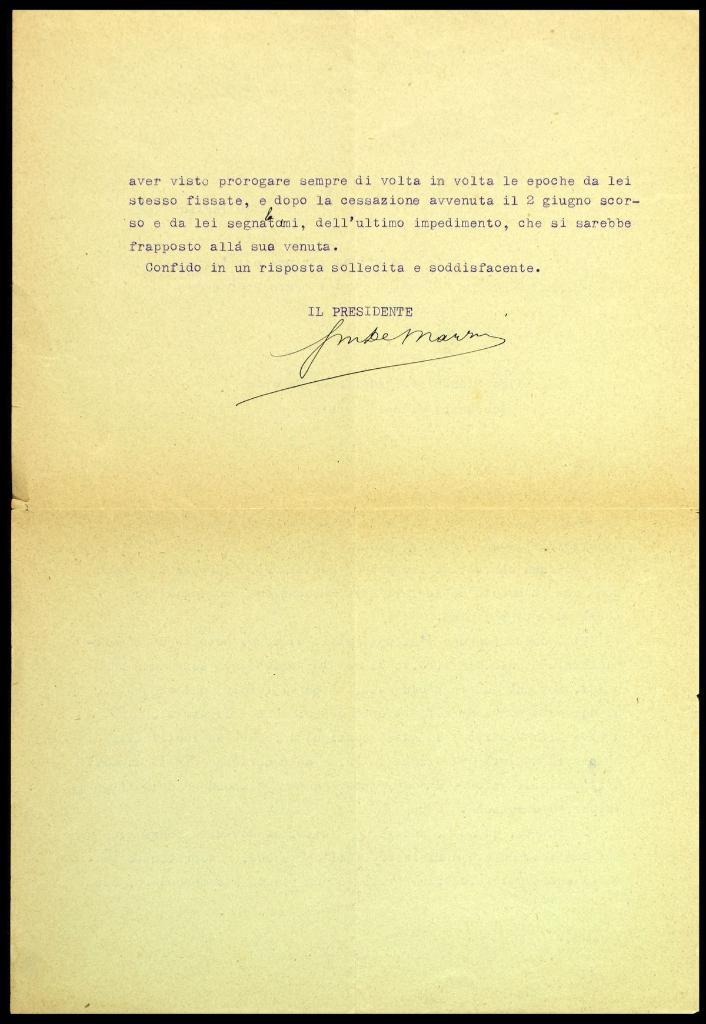 aver visto prorogare sempre di volta in volta le epoche da lei
stesso fissate, e dopo la cessazione avvenuta il 2 giugno scor-
so e da lei segnalatami, dell'ultimo impedimento, che si sarebbe
frapposto allá sua venuta.
Confido in un risposta sollecita e soddisfacente.
IL PRESIDENTE